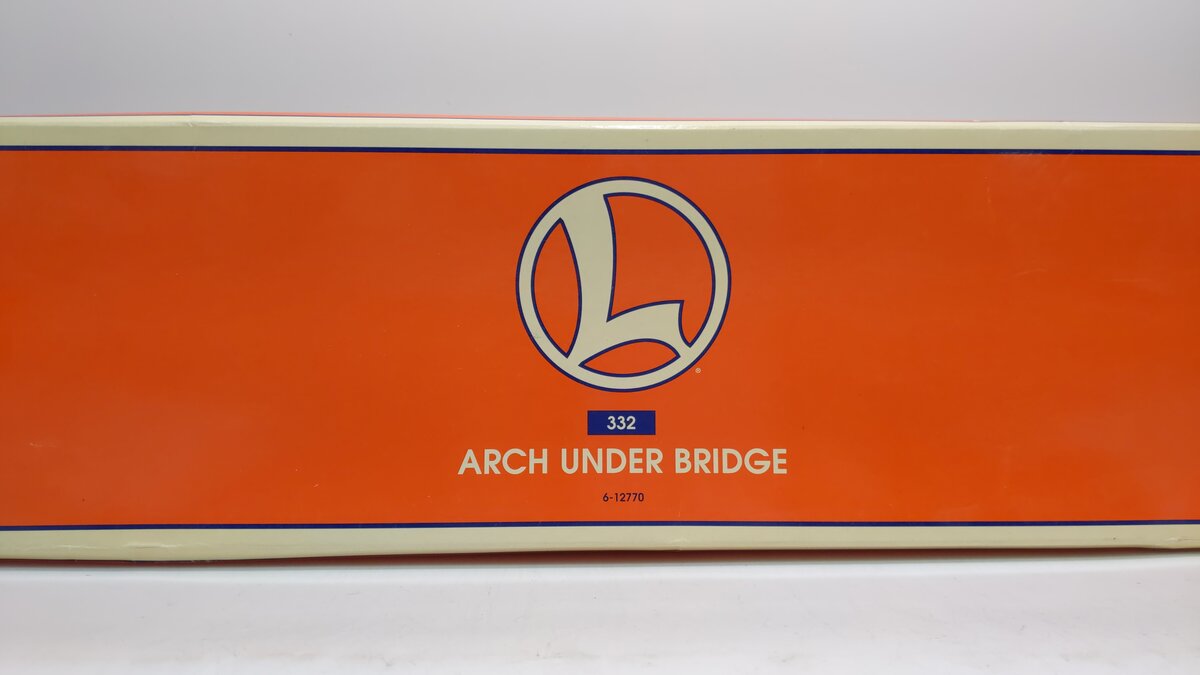 L
®
332
ARCH UNDER BRIDGE
6-12770